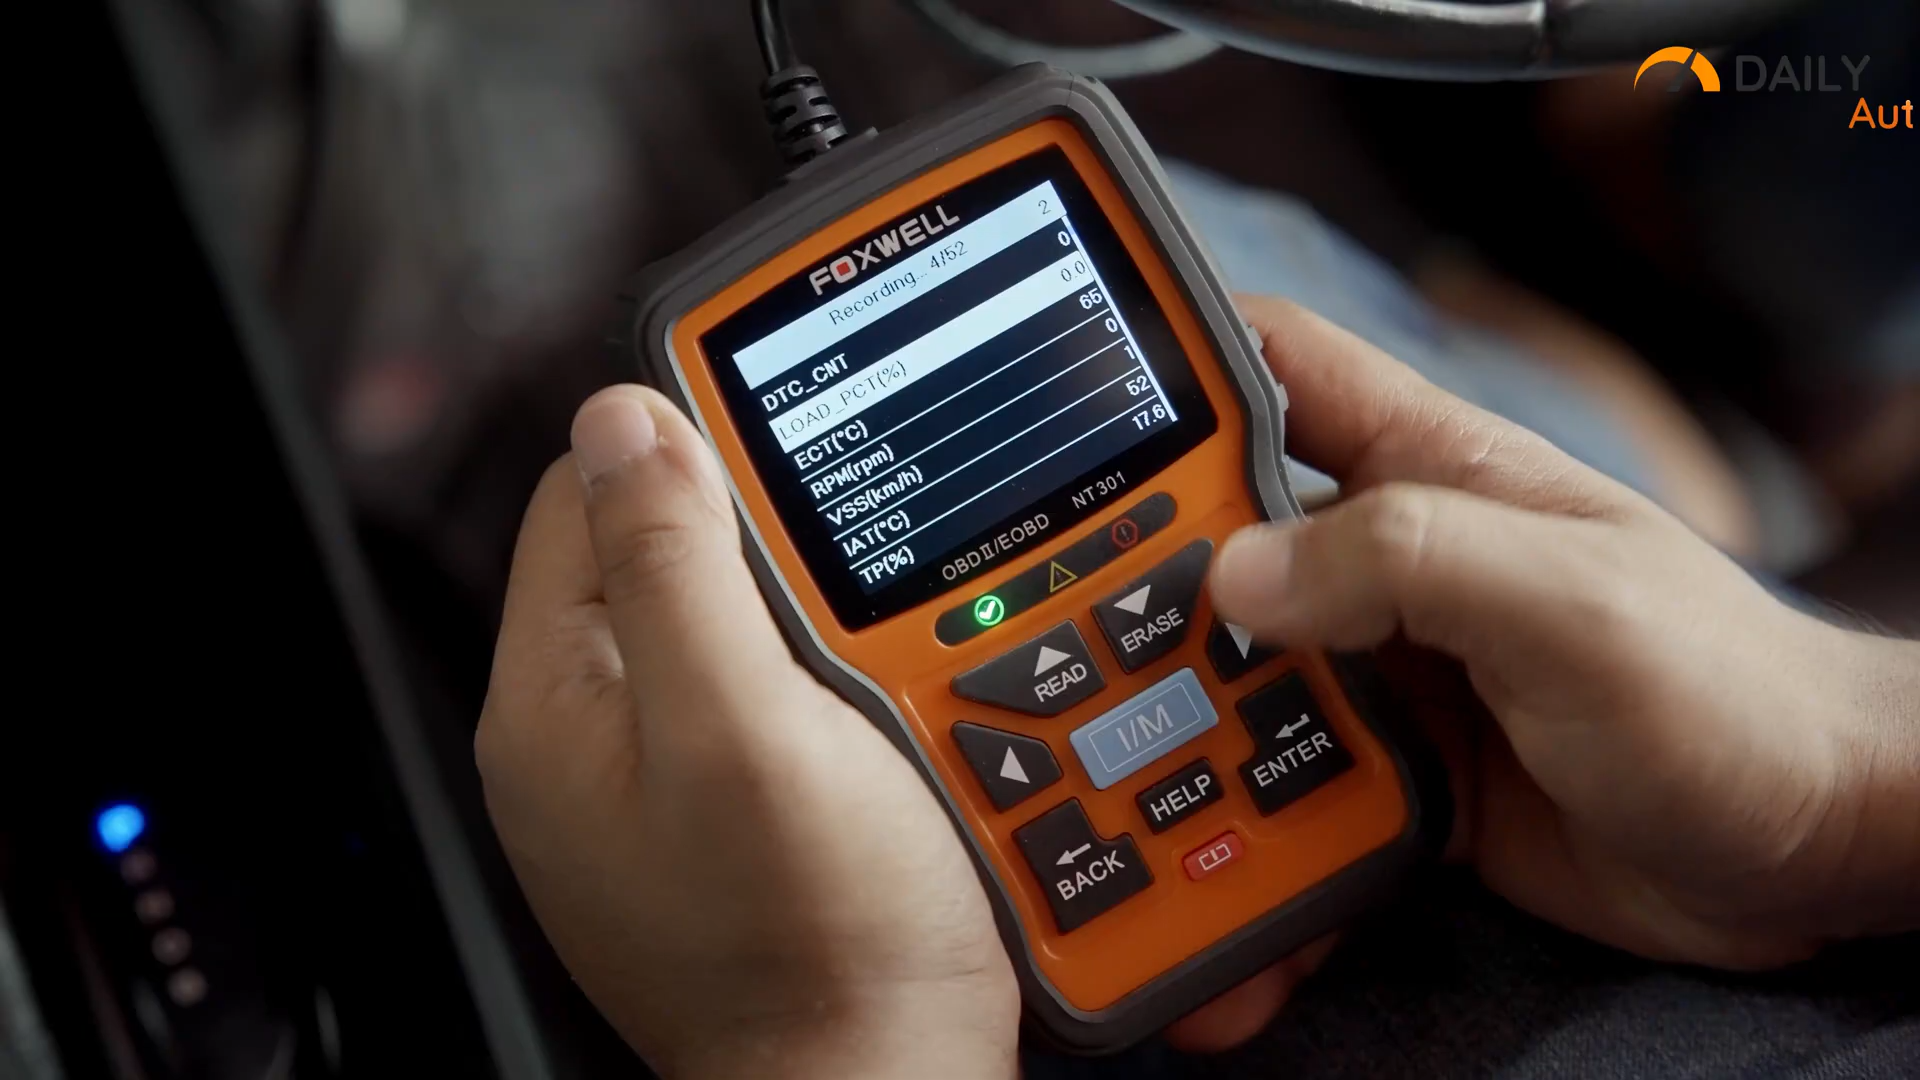 DAILY
Aut
FOXWELL
Recording... 4/52 2
DTC_CNT 0
LOAD_PCT(%) 0.0
ECT(°C) 65
RPM(rpm) 0
VSS(km/h) 1
IAT(°C) 52
TP(%) 17.6
OBDII/EOBD NT301
READ
ERASE
I/M
HELP
ENTER
BACK